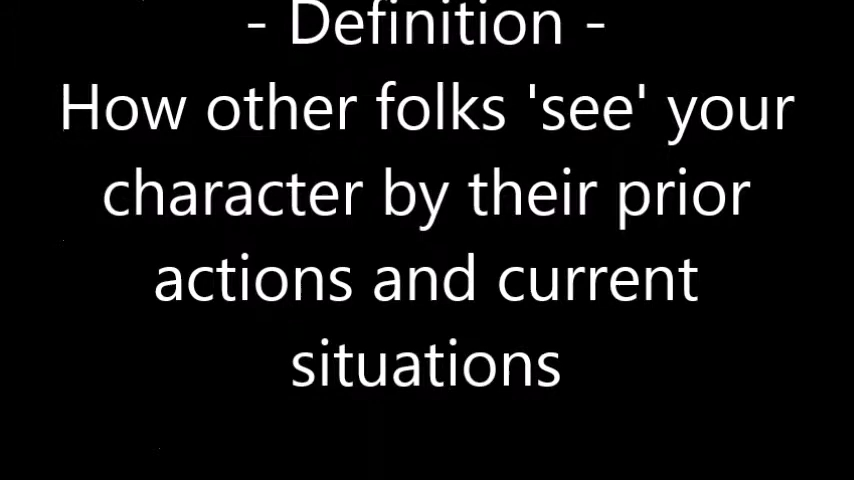 - Definition -
How other folks 'see' your
character by their prior
actions and current
situations